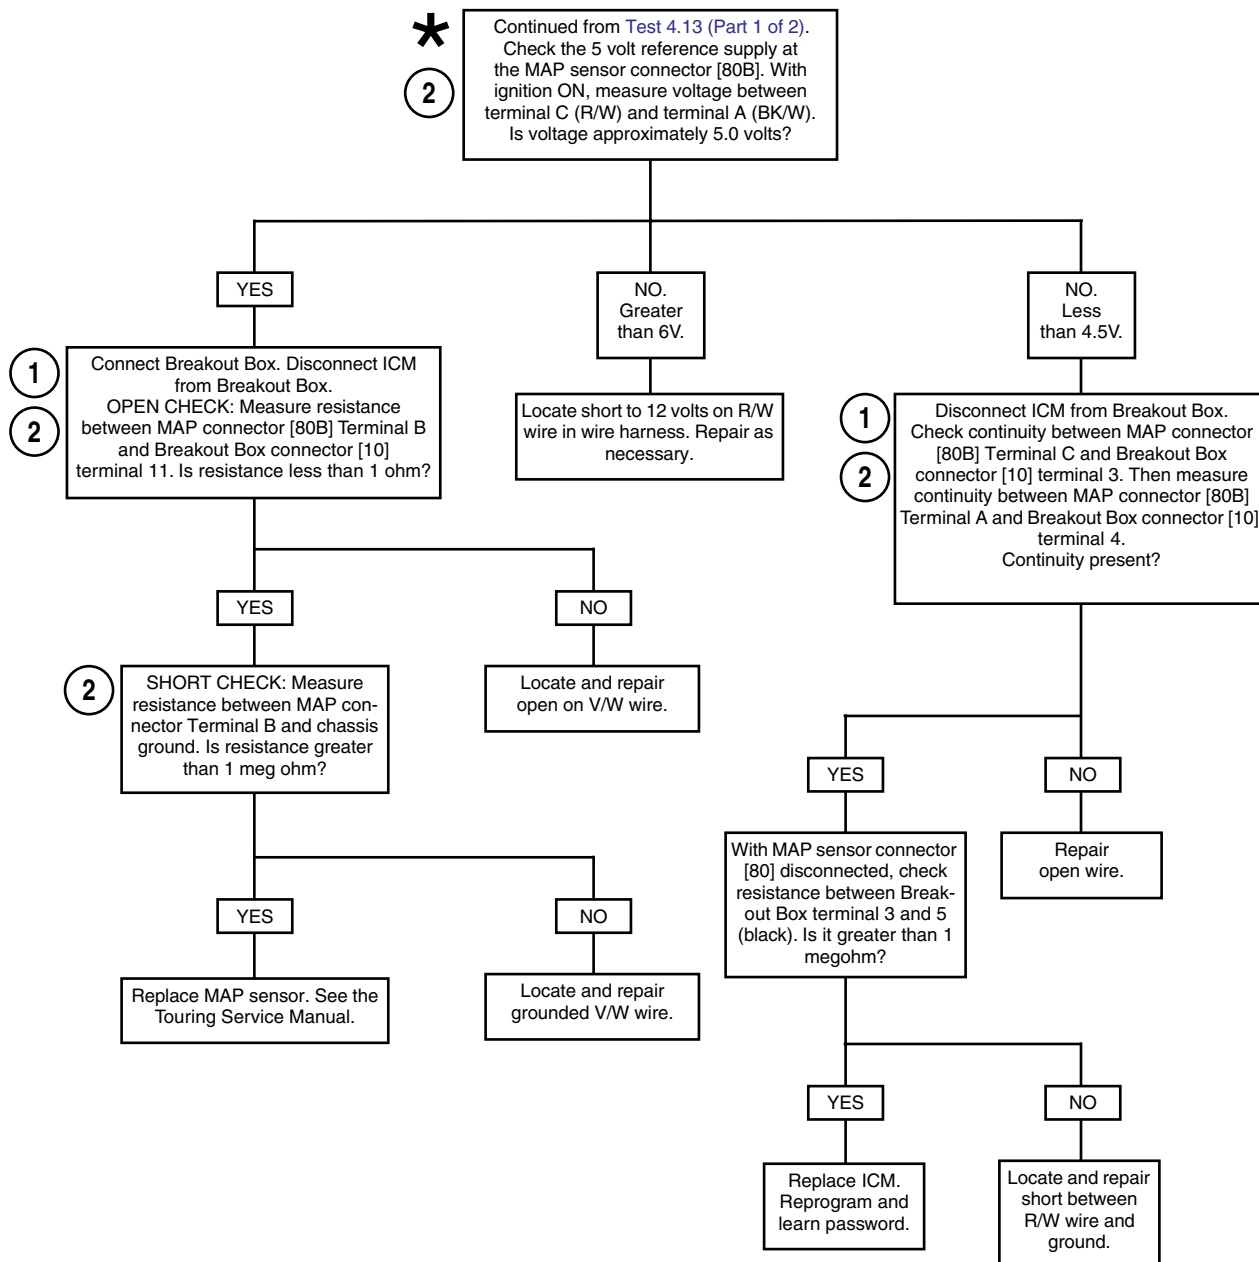 *
2
Continued from Test 4.13 (Part 1 of 2).
Check the 5 volt reference supply at
the MAP sensor connector [80B]. With
ignition ON, measure voltage between
terminal C (R/W) and terminal A (BK/W).
Is voltage approximately 5.0 volts?
YES
NO.
Greater
than 6V.
NO.
Less
than 4.5V.
1
2
Connect Breakout Box. Disconnect ICM
from Breakout Box.
OPEN CHECK: Measure resistance
between MAP connector [80B] Terminal B
and Breakout Box connector [10]
terminal 11. Is resistance less than 1 ohm?
Locate short to 12 volts on R/W
wire in wire harness. Repair as
necessary.
1
2
Disconnect ICM from Breakout Box.
Check continuity between MAP connector
[80B] Terminal C and Breakout Box
connector [10] terminal 3. Then measure
continuity between MAP connector [80B]
Terminal A and Breakout Box connector [10]
terminal 4.
Continuity present?
YES
NO
2
SHORT CHECK: Measure
resistance between MAP con-
nector Terminal B and chassis
ground. Is resistance greater
than 1 meg ohm?
Locate and repair
open on V/W wire.
YES
NO
With MAP sensor connector
[80] disconnected, check
resistance between Break-
out Box terminal 3 and 5
(black). Is it greater than 1
megohm?
Repair
open wire.
YES
NO
Replace MAP sensor. See the
Touring Service Manual.
Locate and repair
grounded V/W wire.
YES
NO
Replace ICM.
Reprogram and
learn password.
Locate and repair
short between
R/W wire and
ground.